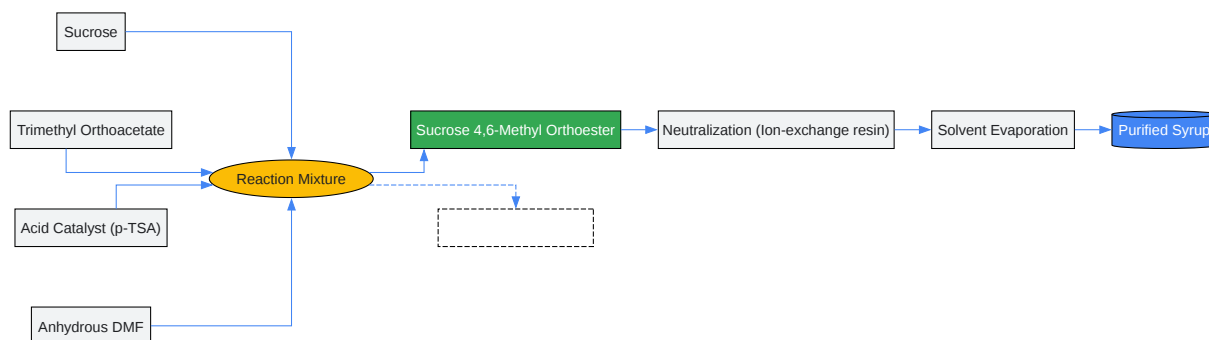 Sucrose
Trimethyl Orthoacetate
Sucrose 4,6-Methyl Orthoester
Neutralization (Ion-exchange resin)
Solvent Evaporation
Purified Syrup
Reaction Mixture
Acid Catalyst (p-TSA)
Anhydrous DMF